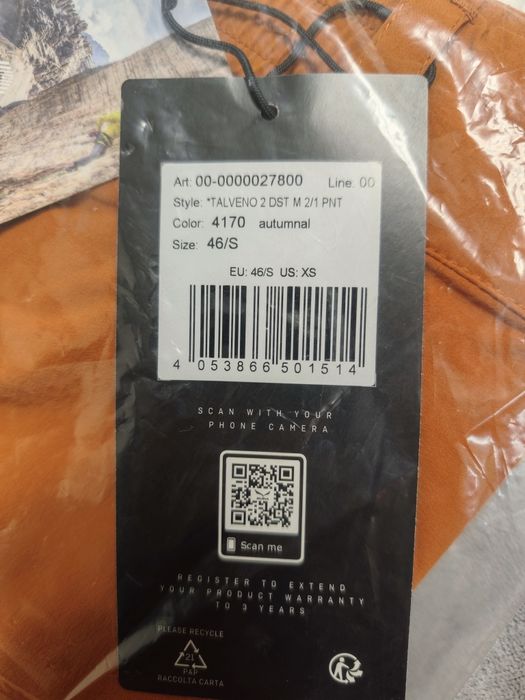 Art: 00-0000027800 Line: 00
Style: *TALVENO 2 DST M 2/1 PNT
Color: 4170 autumnal
Size: 46/S
EU: 46/S US: XS
4 053866 501514
SCAN WITH YOUR
PHONE CAMERA
Scan me
REGISTER TO EXTEND
YOUR PRODUCT WARRANTY
TO 3 YEARS
PLEASE RECYCLE
21
P&P
RACCOLTA CARTA